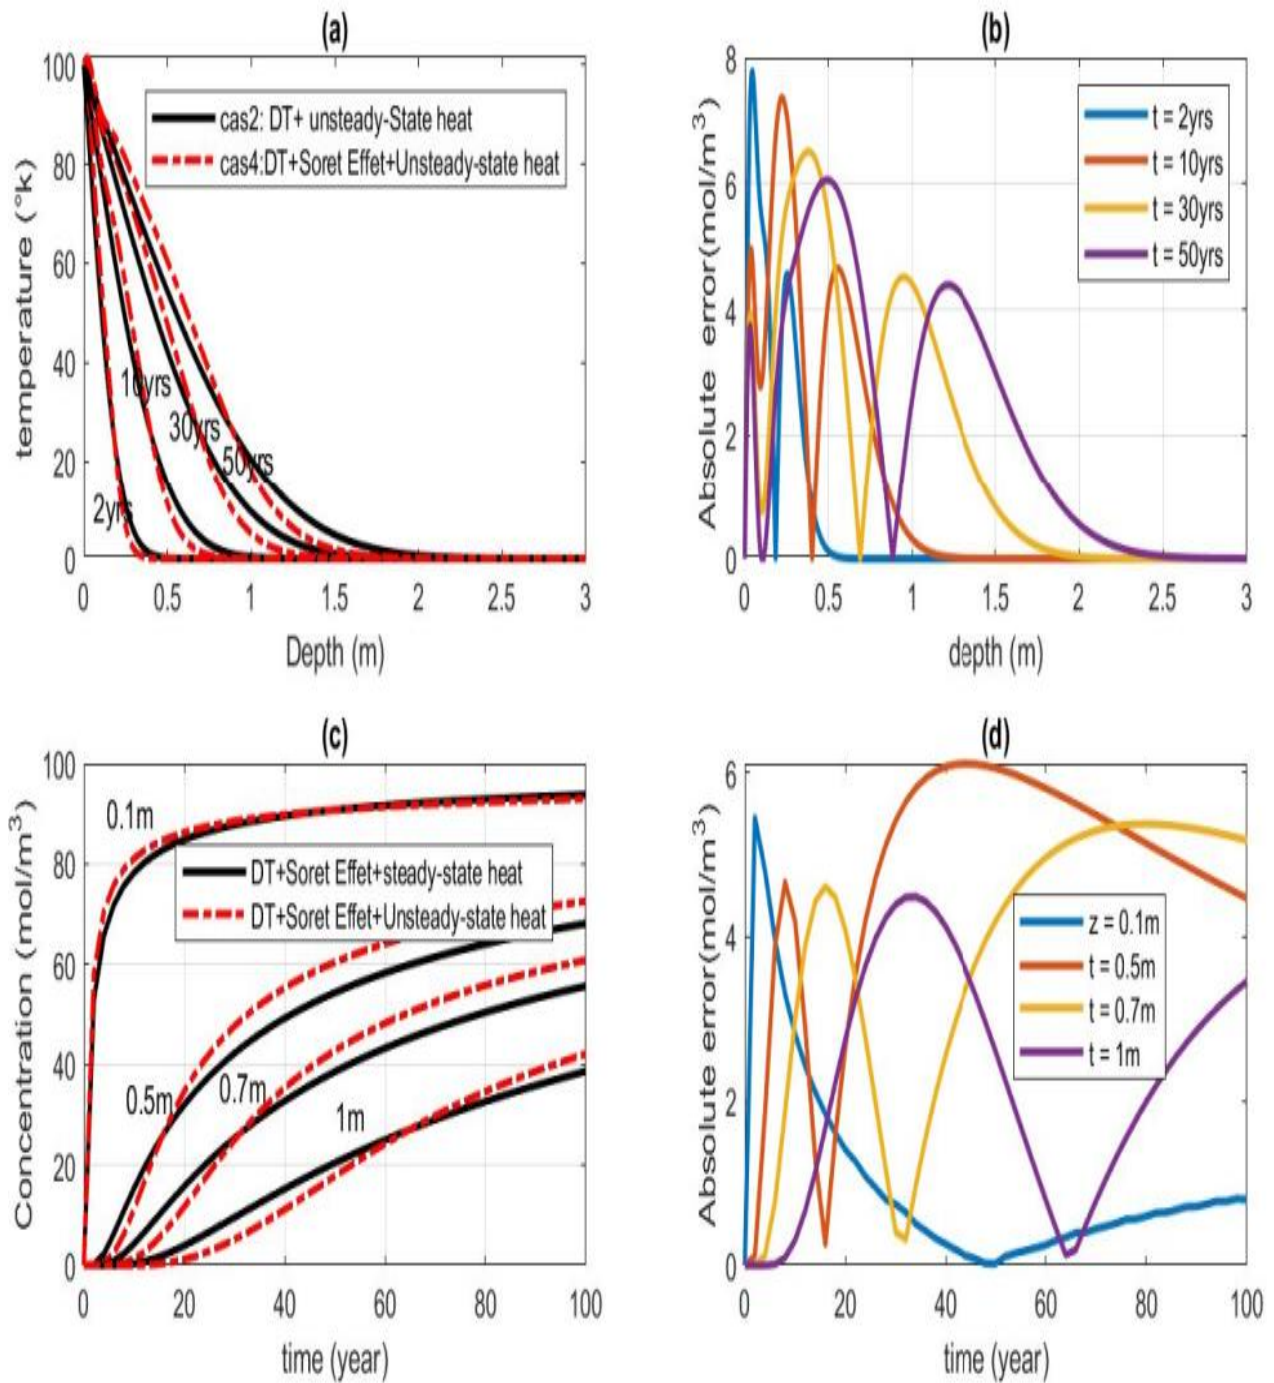 (a)
100
80
60
40
20
0
temperature (°k)
cas2: DT+ unsteady-State heat
cas4:DT+Soret Effet+Unsteady-state heat
10yrs
30yrs
50yrs
2yrs
0 0.5 1 1.5 2 2.5 3
Depth (m)
(b)
8
6
4
2
0
Absolute error(mol/m³)
t = 2yrs
t = 10yrs
t = 30yrs
t = 50yrs
0 0.5 1 1.5 2 2.5 3
depth (m)
(c)
100
80
60
40
20
0
Concentration (mol/m³)
0.1m
DT+Soret Effet+steady-state heat
DT+Soret Effet+Unsteady-state heat
0.5m
0.7m
1m
0 20 40 60 80 100
time (year)
(d)
6
4
2
0
Absolute error(mol/m³)
z = 0.1m
t = 0.5m
t = 0.7m
t = 1m
0 20 40 60 80 100
time (year)